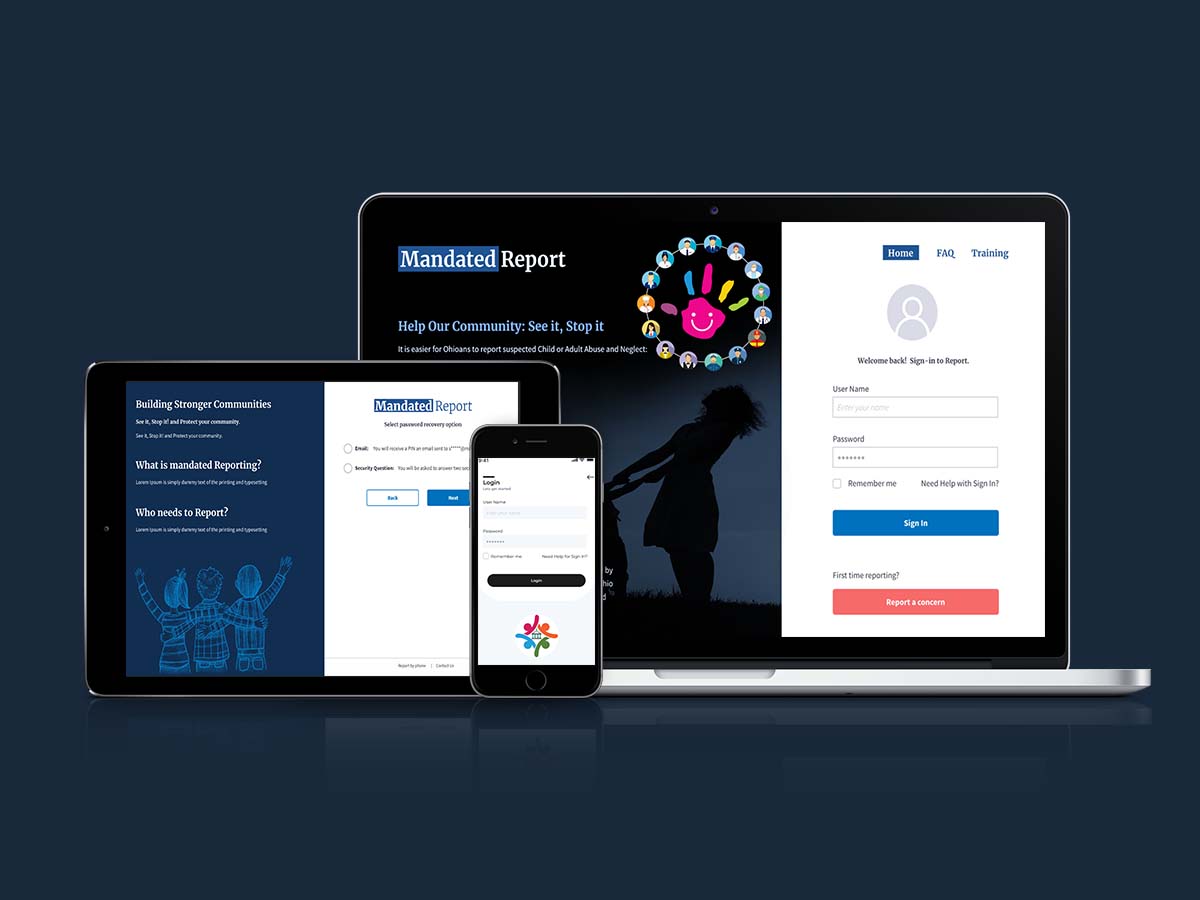 Mandated Report
Help Our Community: See it, Stop it
It is easier for Ohioans to report suspected Child or Adult Abuse and Neglect:
by
hio
d
Home FAQ Training
Welcome back! Sign-in to Report.
User Name
Enter your name
Password
*******
Remember me Need Help with Sign In?
Sign In
First time reporting?
Report a concern
Building Stronger Communities
See it, Stop it! and Protect your community.
See it, Stop it! and Protect your community.
What is mandated Reporting?
Lorem Ipsum is simply dummy text of the printing and typesetting
Who needs to Report?
Lorem Ipsum is simply dummy text of the printing and typesetting
Mandated Report
Select password recovery option
Email: You will receive a PIN an email sent to s*****@m
Security Question: You will be asked to answer two sec
Back Next
Report by phone | Contact Us
9:41
Login
Lets get started
User Name
Enter your name
Password
*******
Remember me Need Help for Sign in?
Login